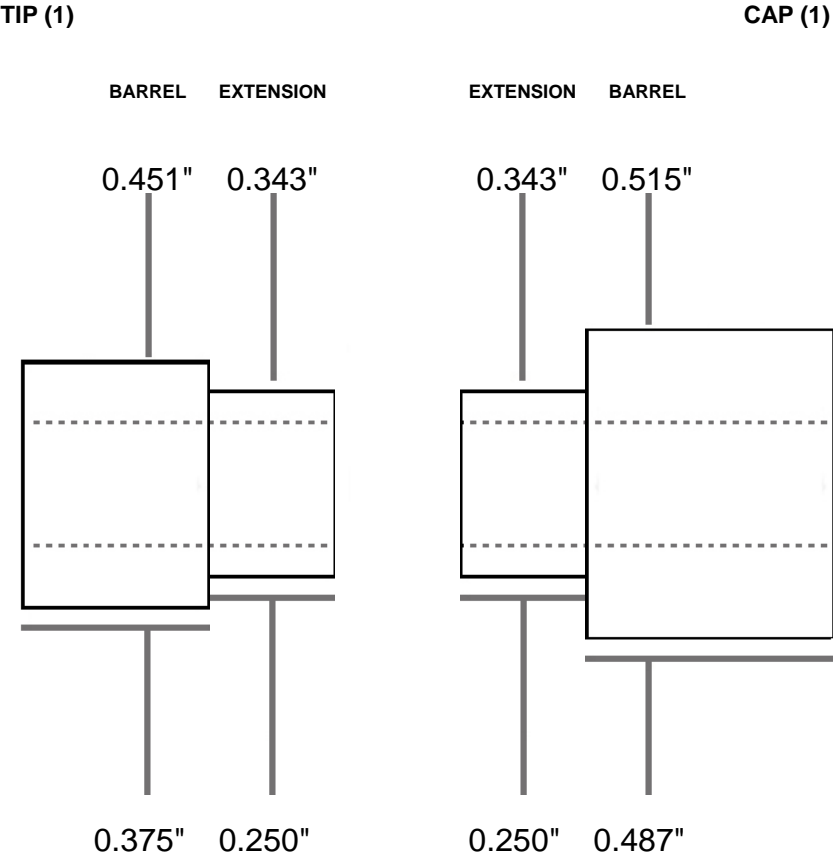 TIP (1) CAP (1)
BARREL EXTENSION EXTENSION BARREL
0.451" 0.343" 0.343" 0.515"
0.375" 0.250" 0.250" 0.487"